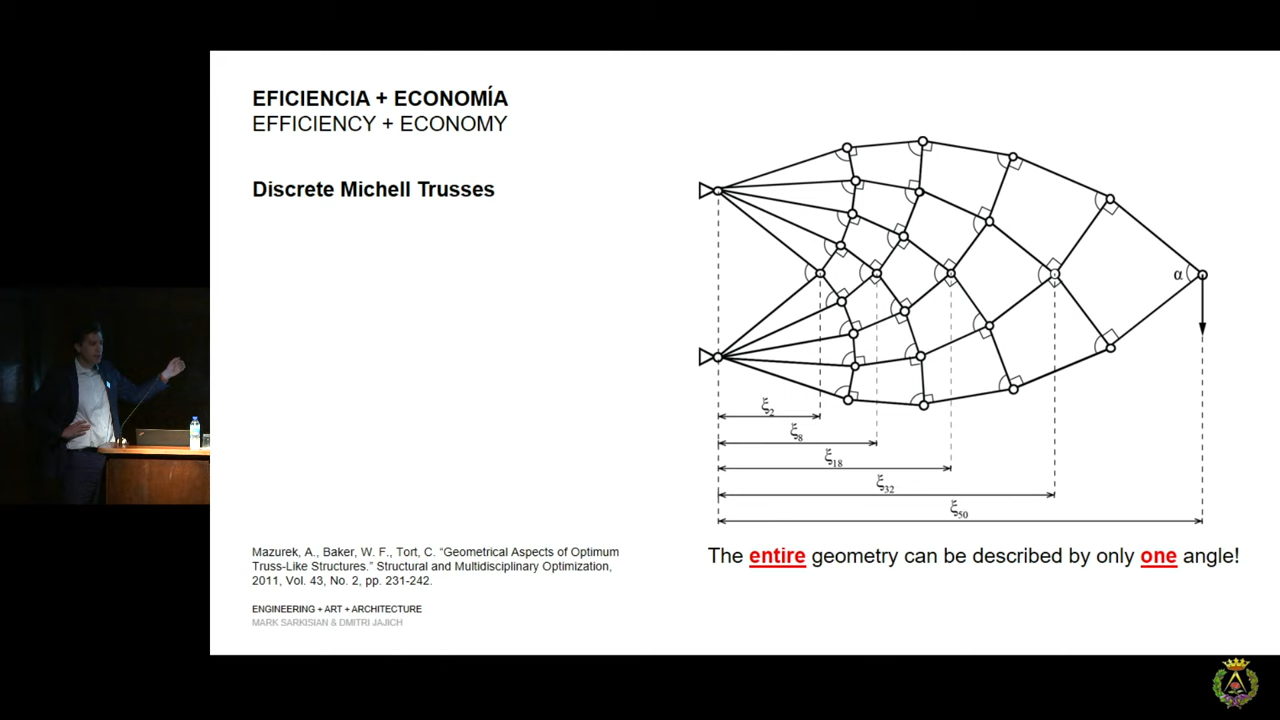 EFICIENCIA + ECONOMÍA
EFFICIENCY + ECONOMY
Discrete Michell Trusses
α
ξ2
ξ8
ξ18
ξ32
ξ50
The entire geometry can be described by only one angle!
Mazurek, A., Baker, W. F., Tort, C. “Geometrical Aspects of Optimum
Truss-Like Structures.” Structural and Multidisciplinary Optimization,
2011, Vol. 43, No. 2, pp. 231-242.
ENGINEERING + ART + ARCHITECTURE
MARK SARKISIAN & DMITRI JAJICH